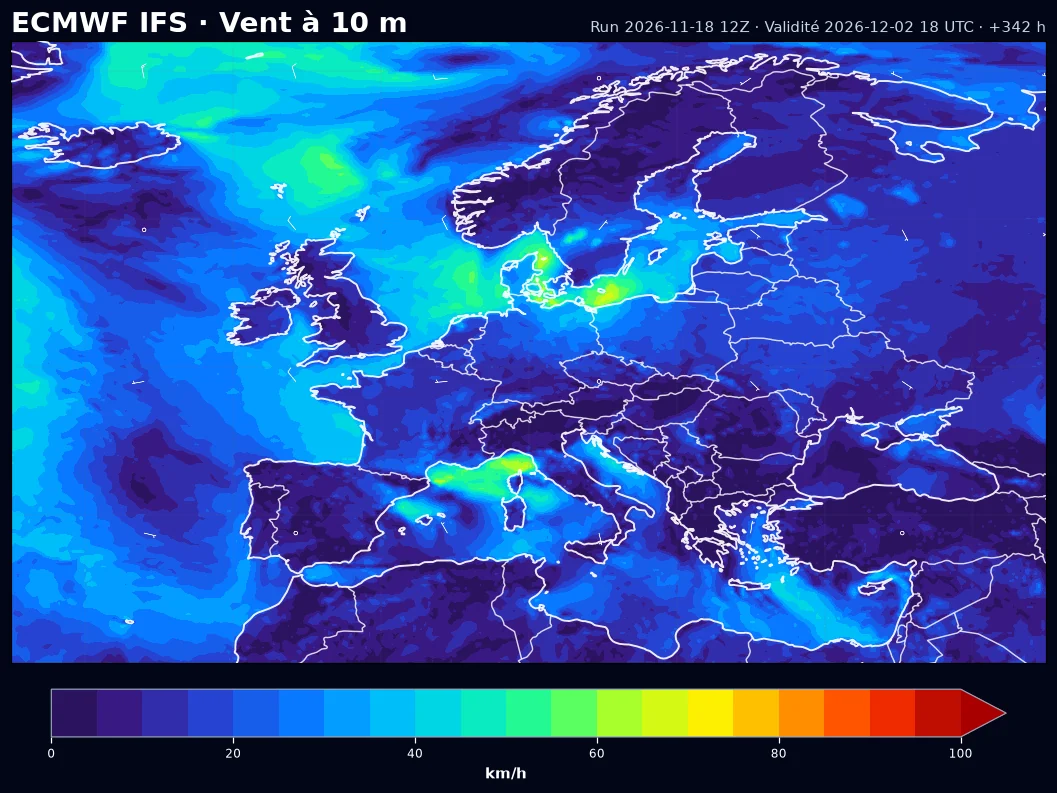 ECMWF IFS · Vent à 10 m
Run 2026-11-18 12Z · Validité 2026-12-02 18 UTC · +342 h
0 20 40 60 80 100
km/h